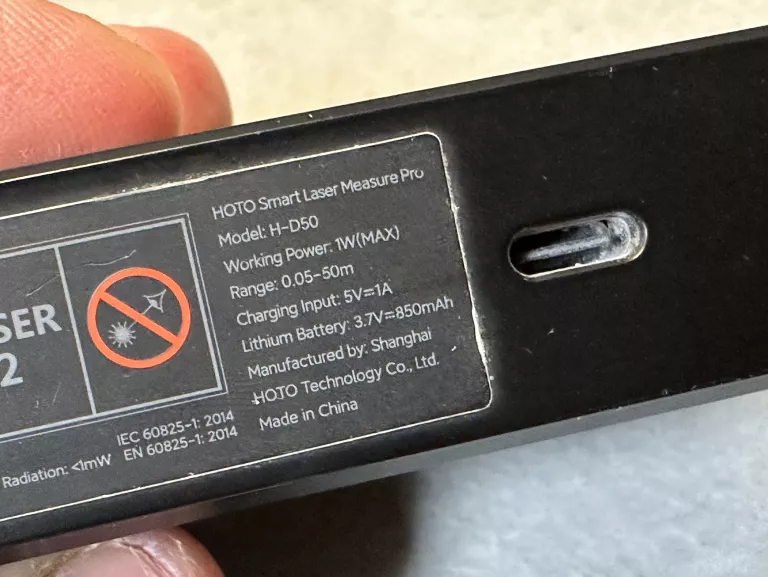 SER
2
Radiation: <1mW
IEC 60825-1: 2014
EN 60825-1: 2014
HOTO Smart Laser Measure Pro
Model: H-D50
Working Power: 1W(MAX)
Range: 0.05-50m
Charging Input: 5V⎓1A
Lithium Battery: 3.7V⎓850mAh
Manufactured by: Shanghai
HOTO Technology Co., Ltd.
Made in China